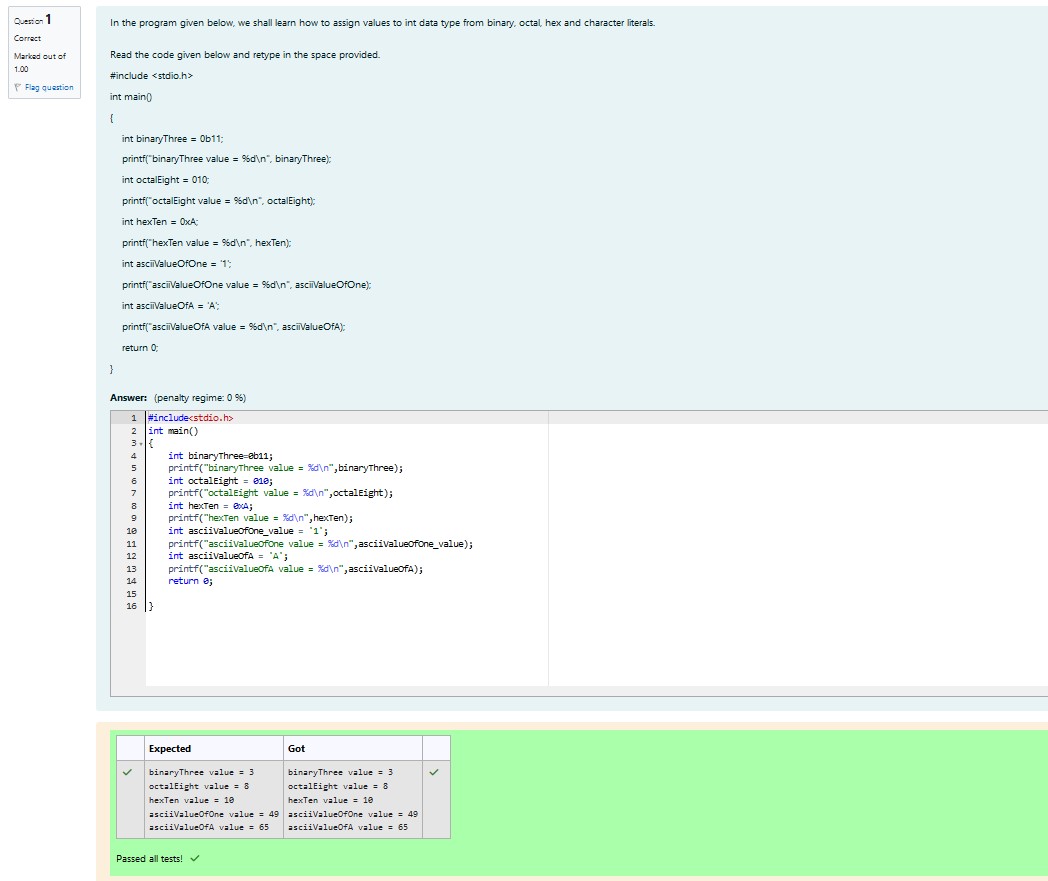 Question 1
Correct
Marked out of
1.00
Flag question
In the program given below, we shall learn how to assign values to int data type from binary, octal, hex and character literals.
Read the code given below and retype in the space provided.
#include <stdio.h>
int main()
{
int binaryThree = 0b11;
printf("binaryThree value = %d\n", binaryThree);
int octalEight = 010;
printf("octalEight value = %d\n", octalEight);
int hexTen = 0xA;
printf("hexTen value = %d\n", hexTen);
int asciiValueOfOne = '1';
printf("asciiValueOfOne value = %d\n", asciiValueOfOne);
int asciiValueOfA = 'A';
printf("asciiValueOfA value = %d\n", asciiValueOfA);
return 0;
}
Answer: (penalty regime: 0 %)
1 #include<stdio.h>
2 int main()
3 {
4 int binaryThree=0b11;
5 printf("binaryThree value = %d\n",binaryThree);
6 int octalEight = 010;
7 printf("octalEight value = %d\n",octalEight);
8 int hexTen = 0xA;
9 printf("hexTen value = %d\n",hexTen);
10 int asciiValueOfOne_value = '1';
11 printf("asciiValueOfOne value = %d\n",asciiValueOfOne_value);
12 int asciiValueOfA = 'A';
13 printf("asciiValueOfA value = %d\n",asciiValueOfA);
14 return 0;
15
16 }
Expected Got
binaryThree value = 3 binaryThree value = 3
octalEight value = 8 octalEight value = 8
hexTen value = 10 hexTen value = 10
asciiValueOfOne value = 49 asciiValueOfOne value = 49
asciiValueOfA value = 65 asciiValueOfA value = 65
Passed all tests!